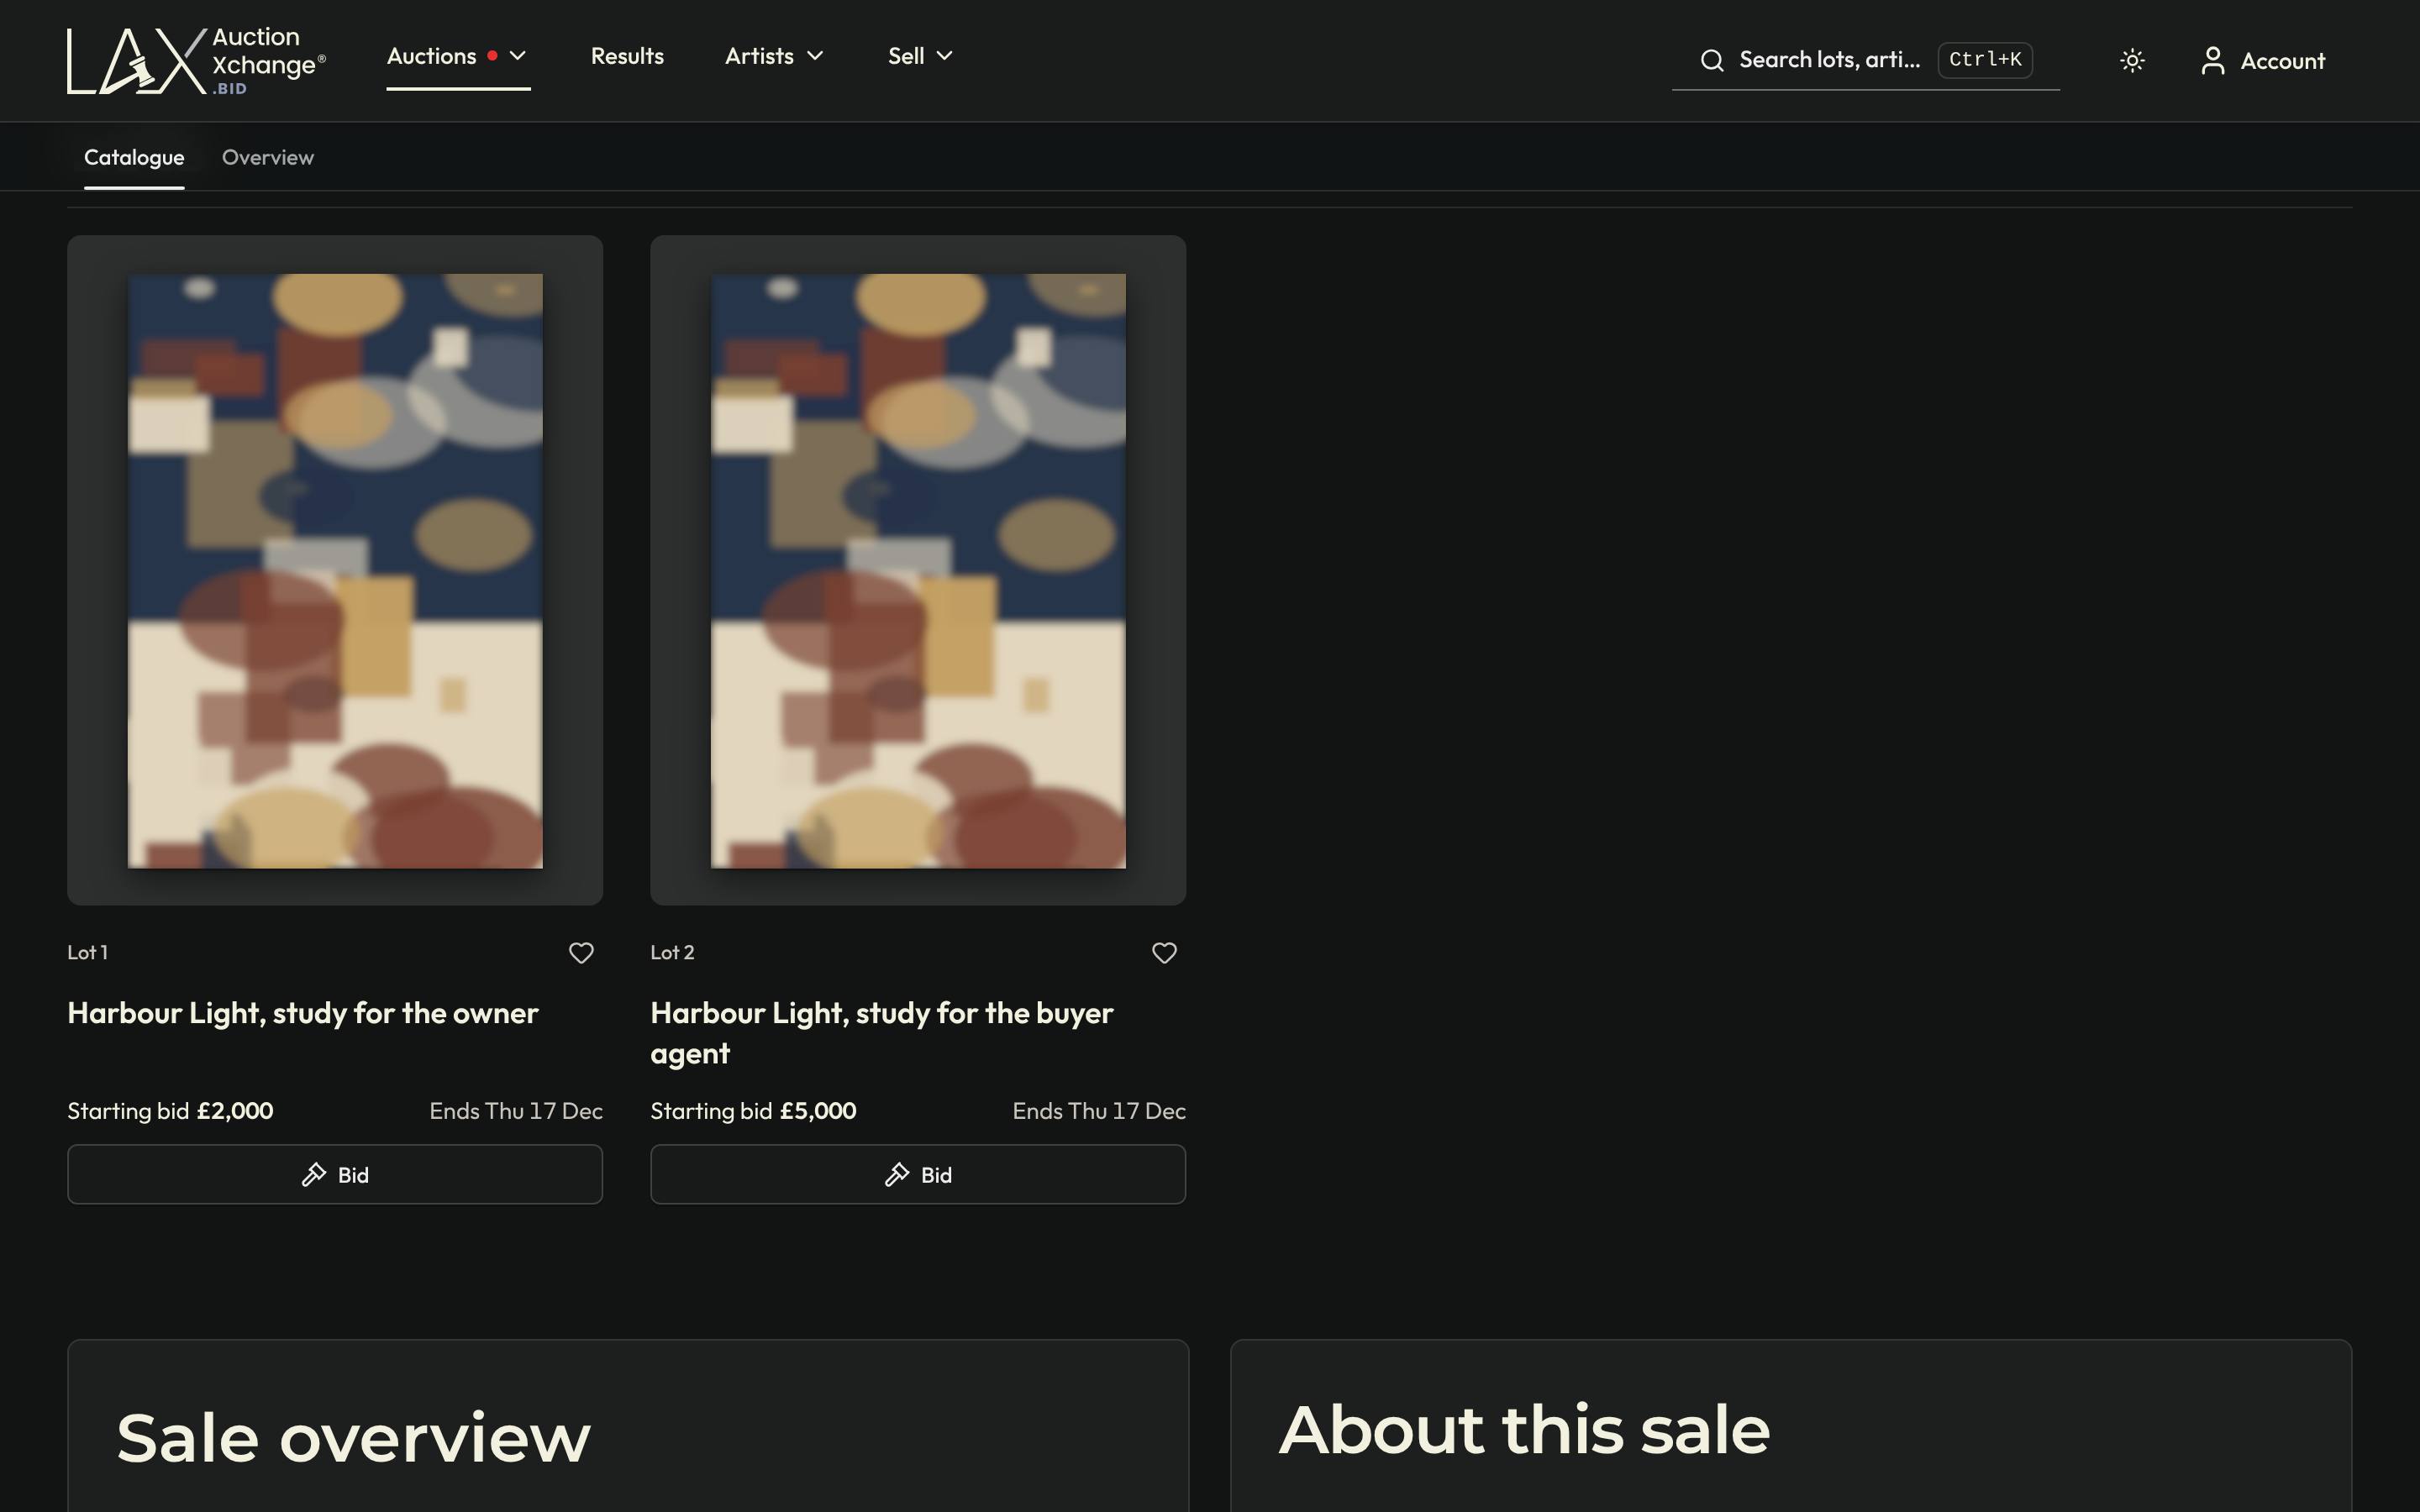 LAX Auction
Xchange®
.BID
Auctions
Results
Artists
Sell
Search lots, arti...
Ctrl+K
Account
Catalogue
Overview
Lot 1
Harbour Light, study for the owner
Starting bid £2,000
Ends Thu 17 Dec
Bid
Lot 2
Harbour Light, study for the buyer
agent
Starting bid £5,000
Ends Thu 17 Dec
Bid
Sale overview
About this sale